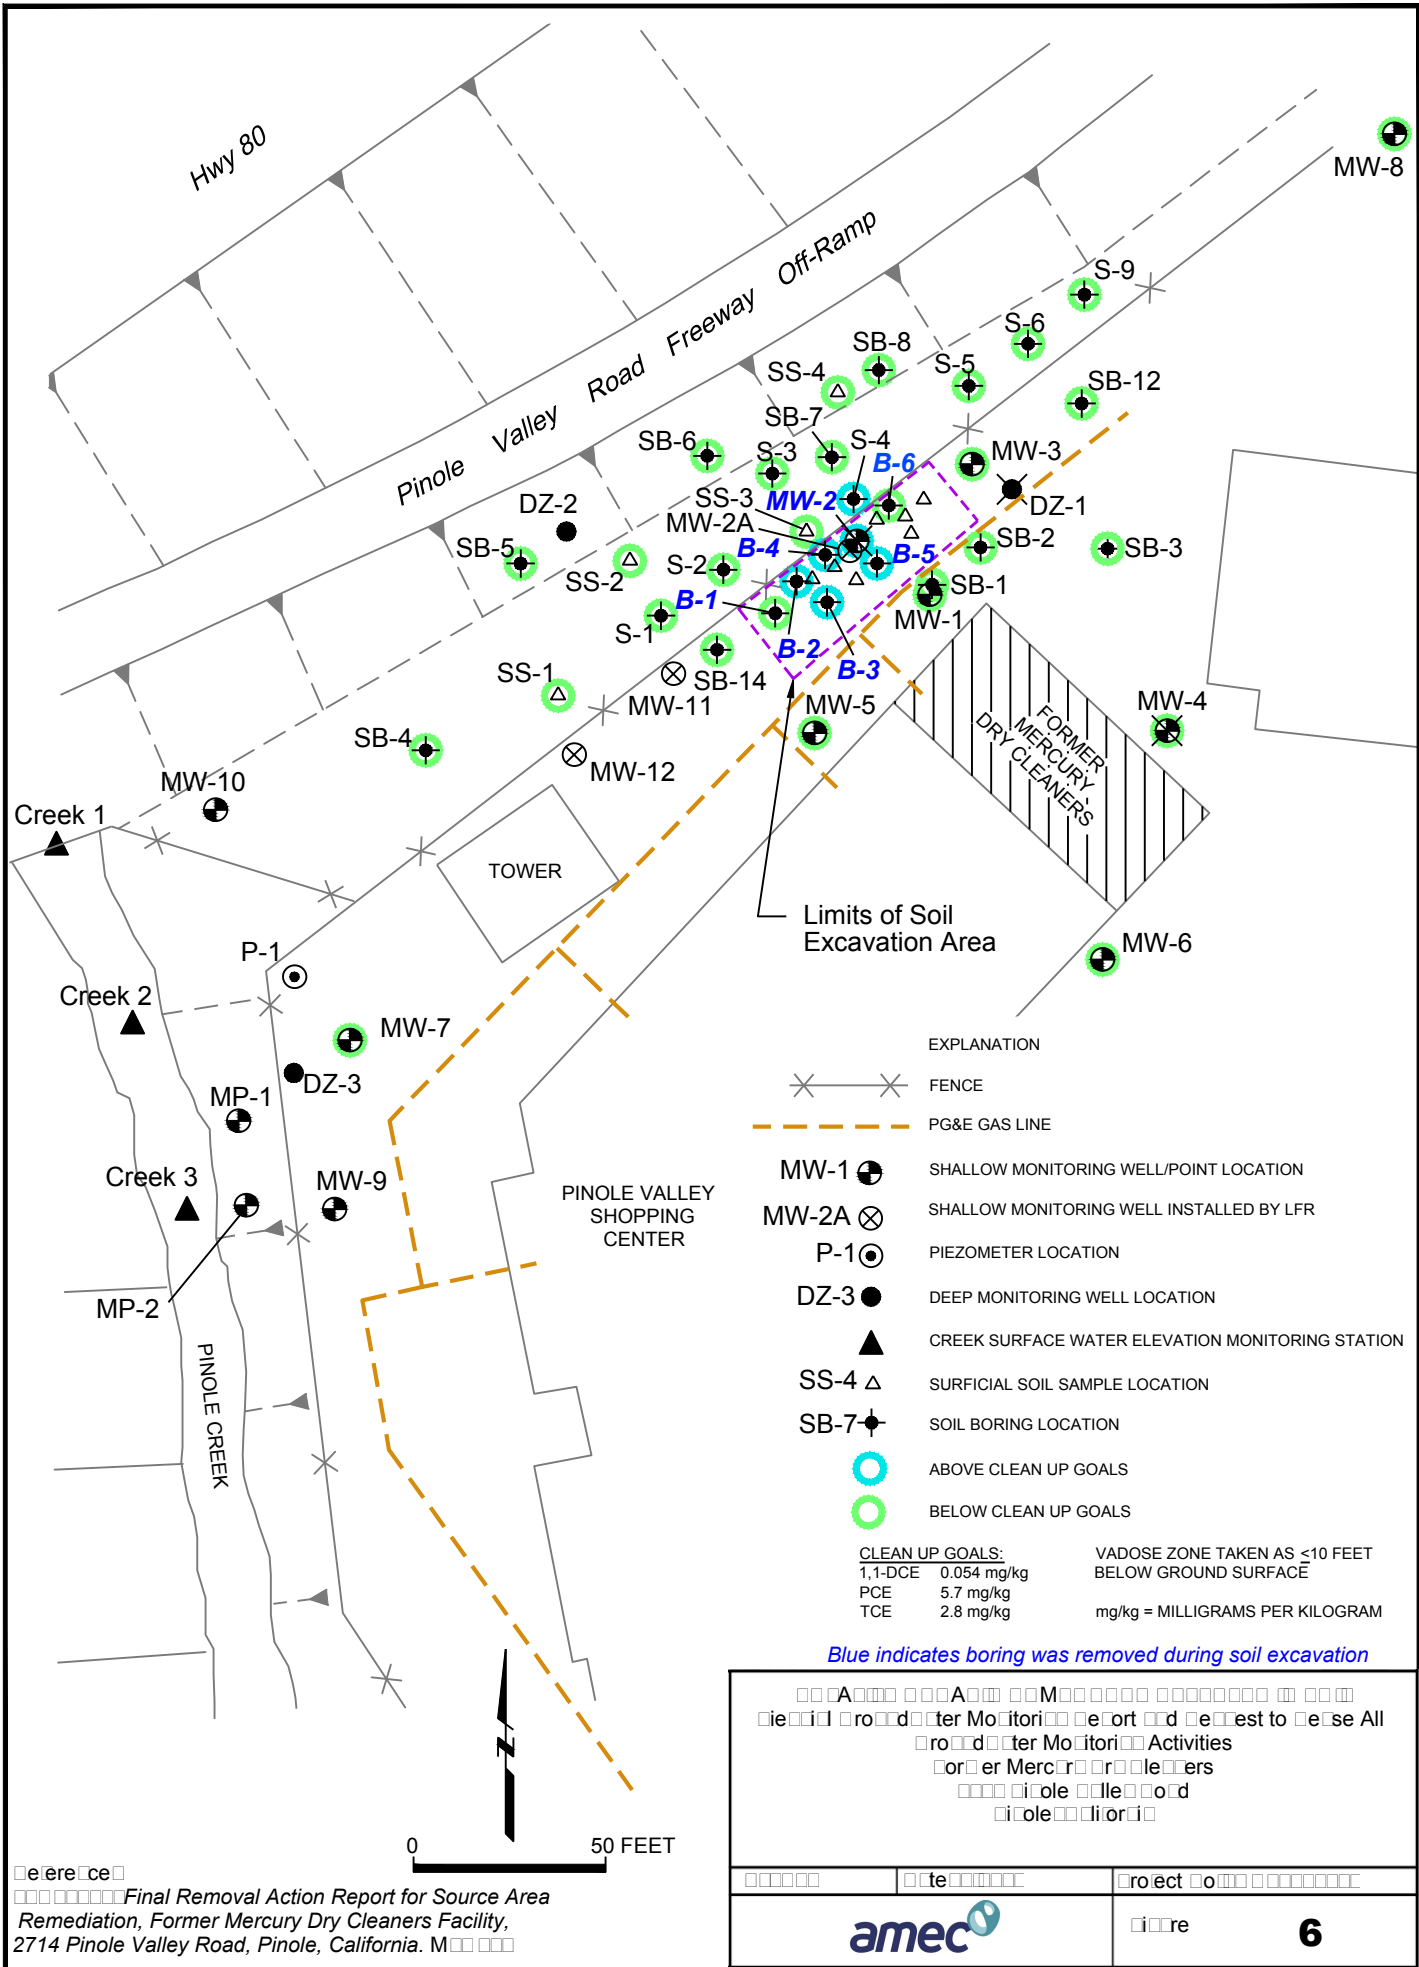 Hwy 80
MW-8
Pinole Valley Road Freeway Off-Ramp
S-9
S-6
SB-8
SS-4
S-5
SB-12
SB-7
SB-6
S-3
S-4
B-6
MW-3
SS-3
MW-2
DZ-2
MW-2A
DZ-1
SB-5
B-4
SB-2
SB-3
SS-2
S-2
B-5
SB-1
B-1
MW-1
S-1
B-2
B-3
SS-1
SB-14
MW-11
MW-5
MW-4
FORMER
MERCURY
DRY CLEANERS
SB-4
MW-12
MW-10
Creek 1
TOWER
Limits of Soil
Excavation Area
P-1
MW-6
Creek 2
MW-7
DZ-3
MP-1
Creek 3
MW-9
PINOLE VALLEY
SHOPPING
CENTER
MP-2
PINOLE CREEK
EXPLANATION
FENCE
PG&E GAS LINE
MW-1 SHALLOW MONITORING WELL/POINT LOCATION
MW-2A SHALLOW MONITORING WELL INSTALLED BY LFR
P-1 PIEZOMETER LOCATION
DZ-3 DEEP MONITORING WELL LOCATION
CREEK SURFACE WATER ELEVATION MONITORING STATION
SS-4 SURFICIAL SOIL SAMPLE LOCATION
SB-7 SOIL BORING LOCATION
ABOVE CLEAN UP GOALS
BELOW CLEAN UP GOALS
CLEAN UP GOALS:
1,1-DCE 0.054 mg/kg
PCE 5.7 mg/kg
TCE 2.8 mg/kg
VADOSE ZONE TAKEN AS ≤10 FEET
BELOW GROUND SURFACE
mg/kg = MILLIGRAMS PER KILOGRAM
Blue indicates boring was removed during soil excavation
N
0 50 FEET
to All
Activities
Final Removal Action Report for Source Area
Remediation, Former Mercury Dry Cleaners Facility,
2714 Pinole Valley Road, Pinole, California.
amec
6